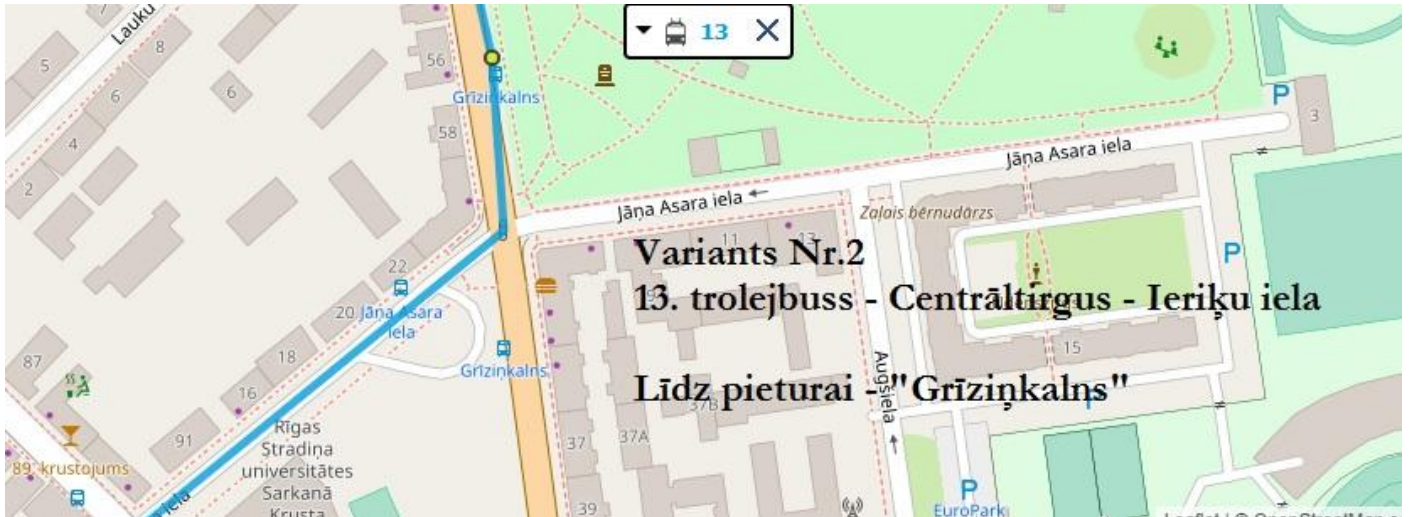 13
Lauku
7
5
8
6
6
4
2
56
58
Grīziņkalns
P
3
Jāņa Asara iela
Jāņa Asara iela ←
Zaļais bērnudārzs
11
13
P
Variants Nr.2
13. trolejbuss - Centrāltirgus - Ieriķu iela
Līdz pieturai - "Grīziņkalns"
22
20
Jāņa Asara
iela
Grīziņkalns
18
16
87
91
89. krustojums
iela
Rīgas
Stradiņa
universitātes
Sarkanā
Krusta
37
37A
37B
39
15
Augšiela
P
P
EuroPark